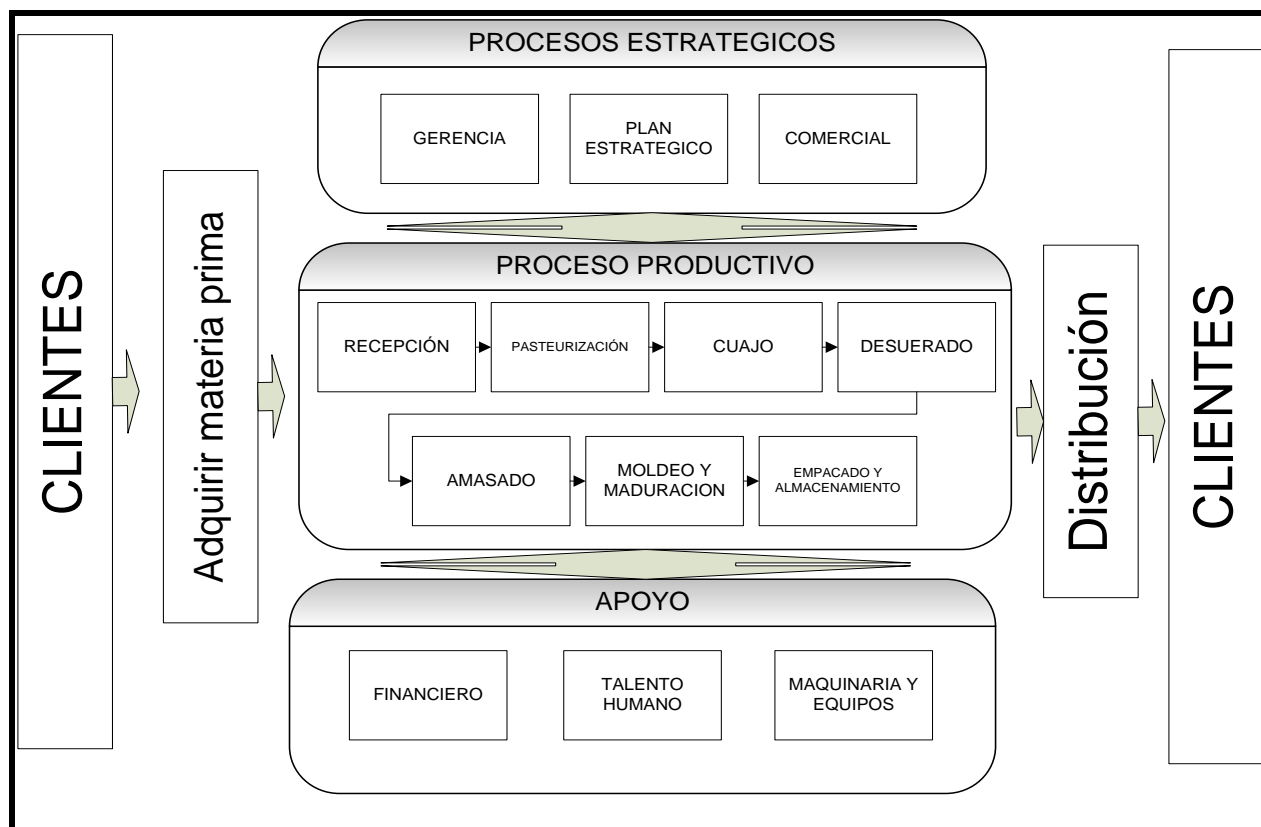 CLIENTES
Adquirir materia prima
PROCESOS ESTRATEGICOS
GERENCIA
PLAN
ESTRATEGICO
COMERCIAL
PROCESO PRODUCTIVO
RECEPCIÓN
PASTEURIZACIÓN
CUAJO
DESUERADO
AMASADO
MOLDEO Y
MADURACION
EMPACADO Y
ALMACENAMIENTO
APOYO
FINANCIERO
TALENTO
HUMANO
MAQUINARIA Y
EQUIPOS
Distribución
CLIENTES